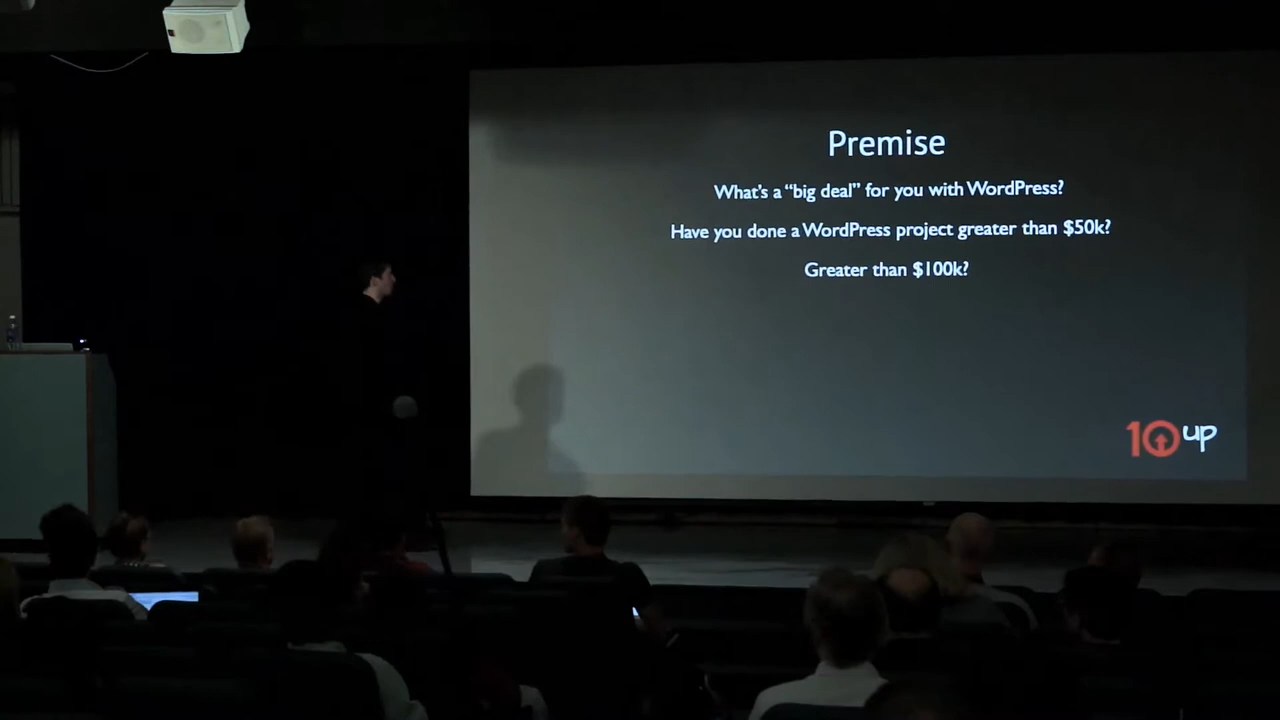 Premise
What's a “big deal” for you with WordPress?
Have you done a WordPress project greater than $50k?
Greater than $100k?
10up